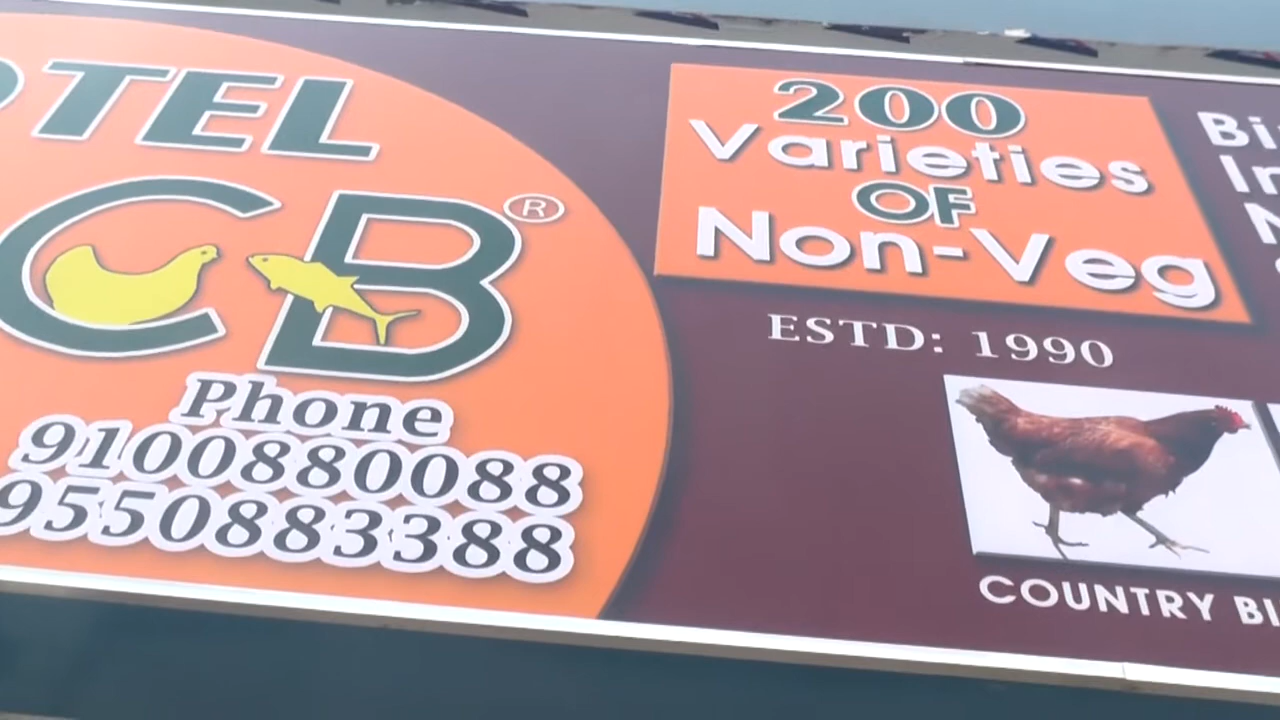 OTEL
CB®
Phone
9100880088
9550883388
200
Varieties
OF
Non-Veg
ESTD: 1990
COUNTRY